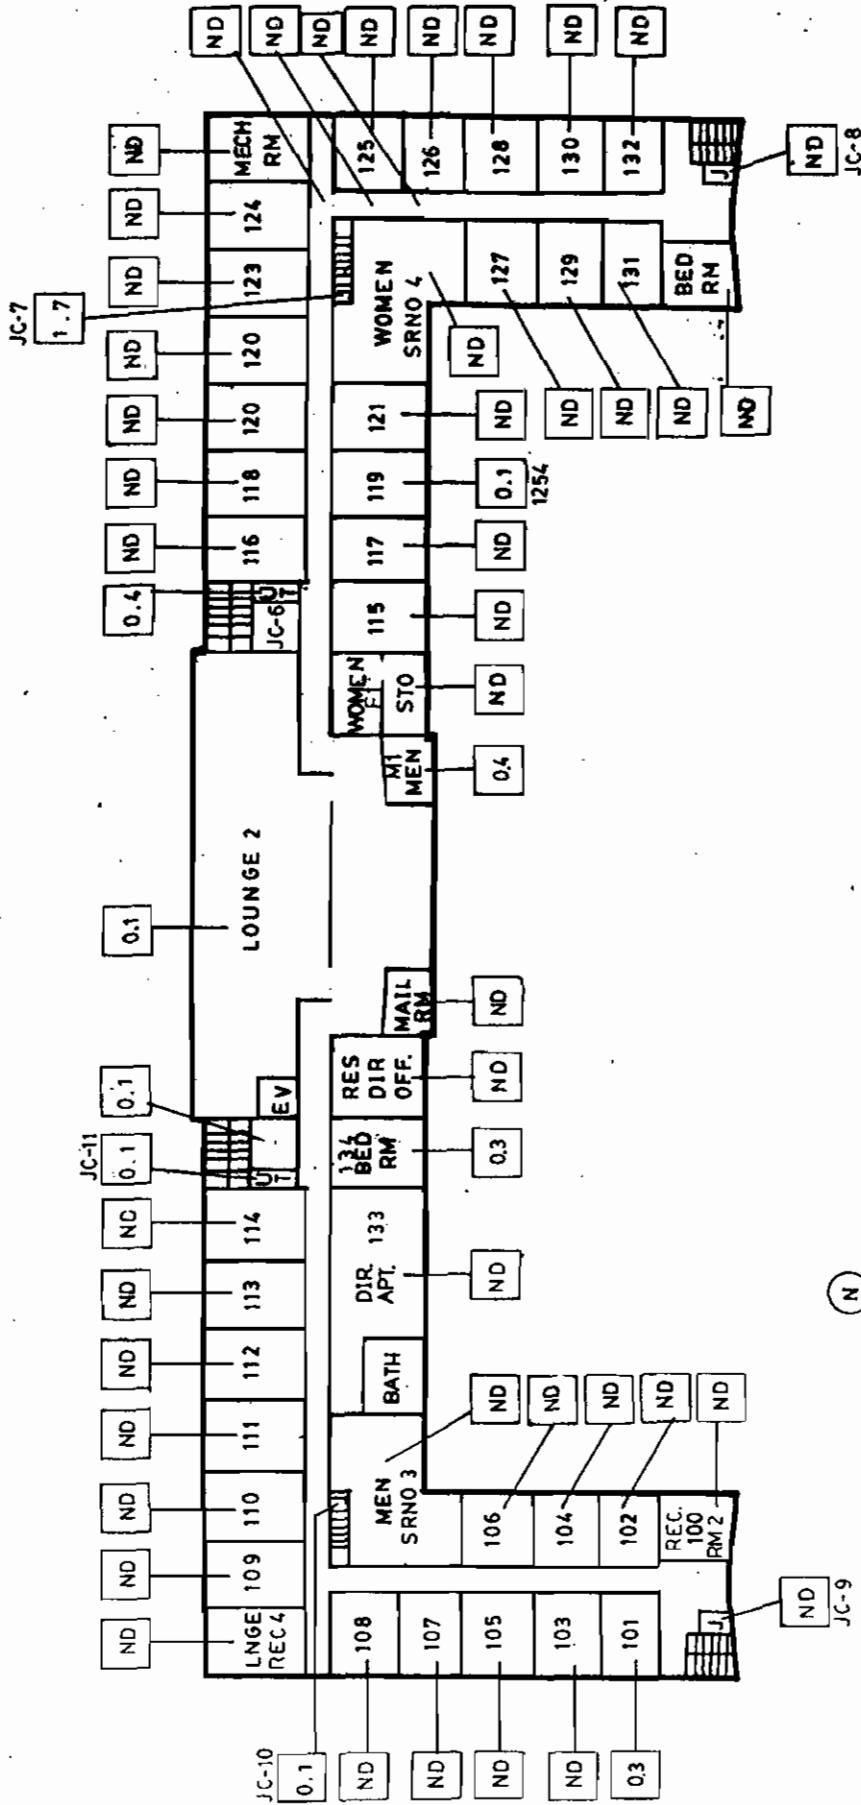 JC-7
1.7
ND
ND
ND
ND
ND
ND
ND
0.4
0.1
JC-11
0.1
0.1
ND
ND
ND
ND
ND
ND
ND
JC-10
0.1
LNGE
REC 4
109
110
111
112
113
114
UT
EV
LOUNGE 2
JC-6
UT
116
118
120
120
123
124
MECH
RM
ND
ND
ND
ND
ND
ND
ND
ND
108
107
105
103
101
MEN
SRNO 3
106
104
102
REC.
100
RM 2
J
BATH
DIR.
APT.
133
134
BED
RM
RES
DIR
OFF.
MAIL
RM
M1
MEN
WOMEN
F1
STO
115
117
119
121
WOMEN
SRNO 4
127
129
131
BED
RM
125
126
128
130
132
J
ND
ND
ND
ND
0.3
ND
ND
ND
ND
ND
ND
JC-9
ND
0.3
ND
ND
0.4
ND
ND
ND
0.1
1254
ND
ND
ND
ND
ND
ND
ND
JC-8
N